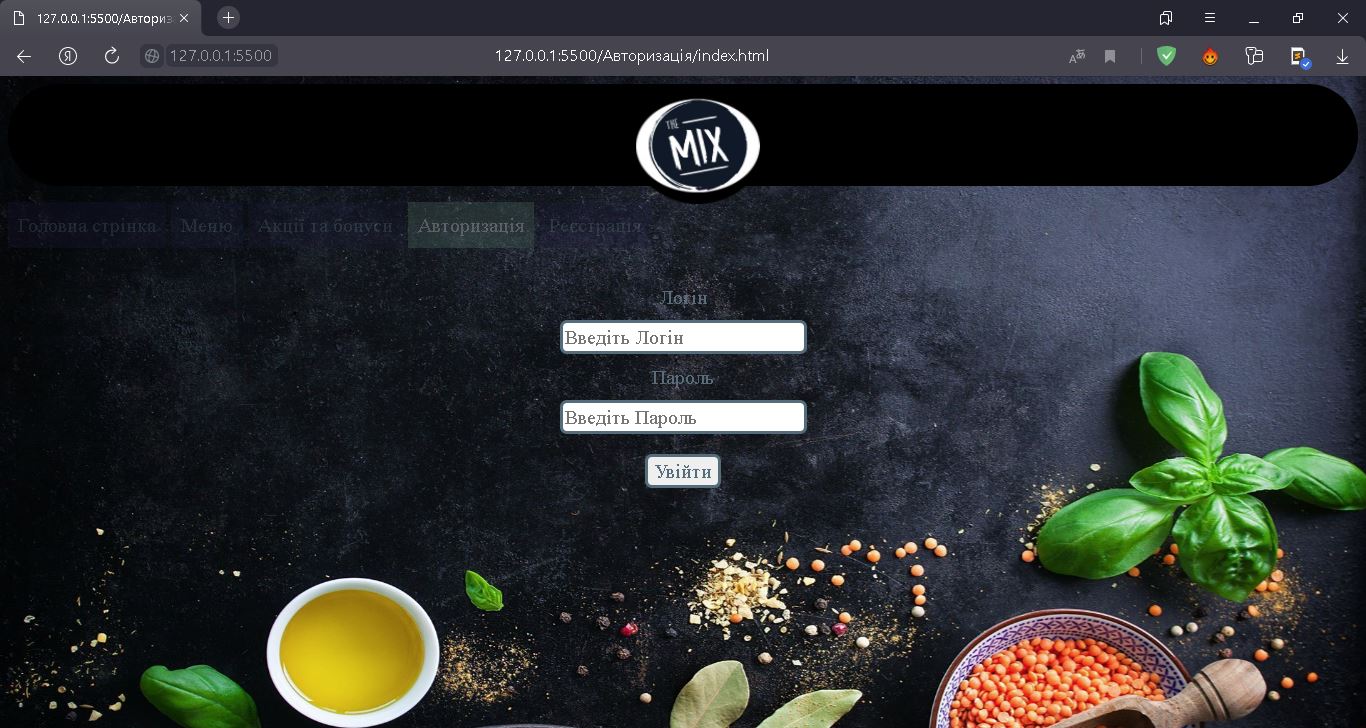 127.0.0.1:5500/Авториз
127.0.0.1:5500
127.0.0.1:5500/Авторизація/index.html
THE
MIX
Головна стрінка Меню Акції та бонуси Авторизація Реєстрація
Логін
Введіть Логін
Пароль
Введіть Пароль
Увійти